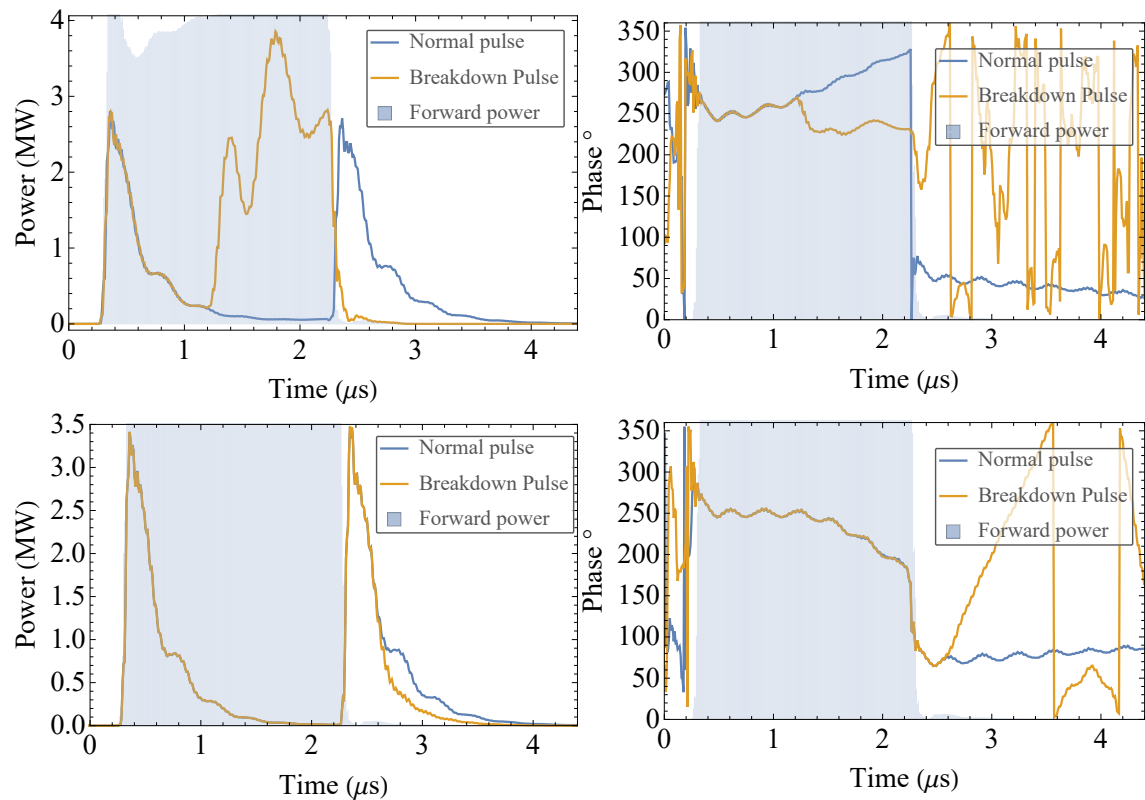 4
3
2
1
0
Power (MW)
Normal pulse
Breakdown Pulse
Forward power
0
1
2
3
4
Time (μs)
350
300
250
200
150
100
50
0
Phase °
Normal pulse
Breakdown Pulse
Forward power
0
1
2
3
4
Time (μs)
3.5
3.0
2.5
2.0
1.5
1.0
0.5
0.0
Power (MW)
Normal pulse
Breakdown Pulse
Forward power
0
1
2
3
4
Time (μs)
350
300
250
200
150
100
50
0
Phase °
Normal pulse
Breakdown Pulse
Forward power
0
1
2
3
4
Time (μs)